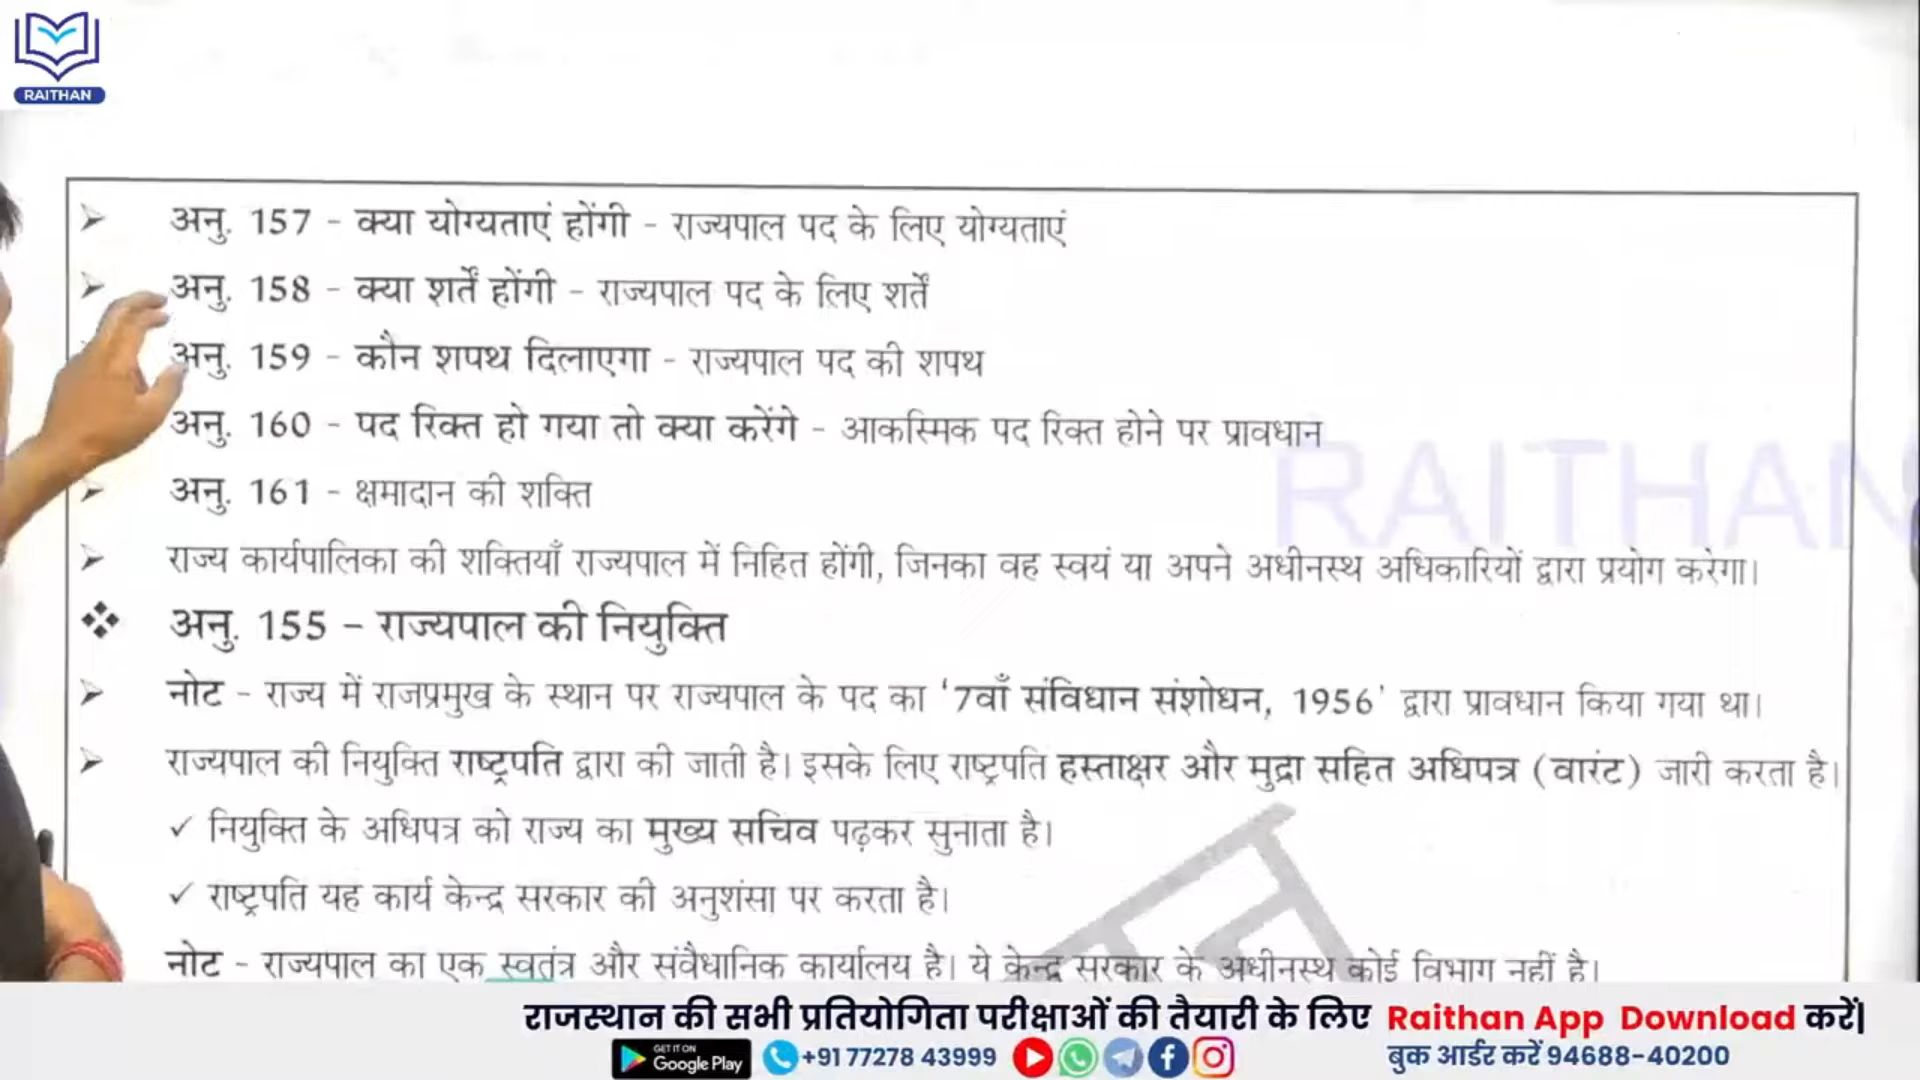 RAITHAN
➢ अनु. 157 - क्या योग्यताएं होंगी - राज्यपाल पद के लिए योग्यताएं
➢ अनु. 158 - क्या शर्तें होंगी - राज्यपाल पद के लिए शर्तें
अनु. 159 - कौन शपथ दिलाएगा - राज्यपाल पद की शपथ
अनु. 160 - पद रिक्त हो गया तो क्या करेंगे - आकस्मिक पद रिक्त होने पर प्रावधान
RAITHAN
➢ अनु. 161 - क्षमादान की शक्ति
➢ राज्य कार्यपालिका की शक्तियाँ राज्यपाल में निहित होंगी, जिनका वह स्वयं या अपने अधीनस्थ अधिकारियों द्वारा प्रयोग करेगा।
❖ अनु. 155 – राज्यपाल की नियुक्ति
➢ नोट - राज्य में राजप्रमुख के स्थान पर राज्यपाल के पद का '7वाँ संविधान संशोधन, 1956' द्वारा प्रावधान किया गया था।
➢ राज्यपाल की नियुक्ति राष्ट्रपति द्वारा की जाती है। इसके लिए राष्ट्रपति हस्ताक्षर और मुद्रा सहित अधिपत्र (वारंट) जारी करता है।
✓ नियुक्ति के अधिपत्र को राज्य का मुख्य सचिव पढ़कर सुनाता है।
✓ राष्ट्रपति यह कार्य केन्द्र सरकार की अनुशंसा पर करता है।
नोट - राज्यपाल का एक स्वतंत्र और संवैधानिक कार्यालय है। ये केन्द्र सरकार के अधीनस्थ कोई विभाग नहीं है।
राजस्थान की सभी प्रतियोगिता परीक्षाओं की तैयारी के लिए Raithan App Download करें|
GET IT ON
Google Play +91 77278 43999 बुक आर्डर करें 94688-40200